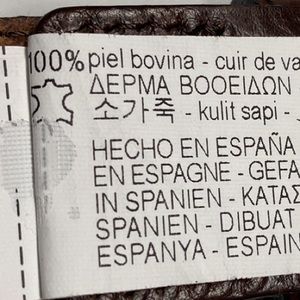 100% piel bovina - cuir de va
ΔΕΡΜΑ ΒΟΟΕΙΔΩΝ
소가죽 - kulit sapi -
HECHO EN ESPAÑA
EN ESPAGNE - GEFA
IN SPANIEN - ΚΑΤΑΣ
SPANIEN - DIBUAT
ESPANYA - ESPAIN